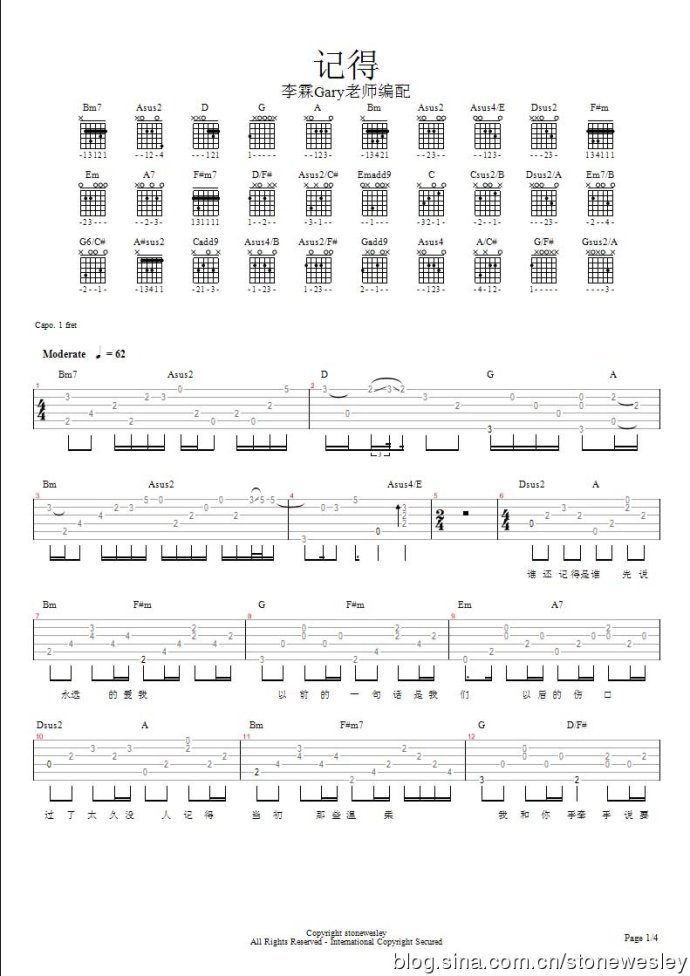 记得
李霖Gary老师编配
Bm7 Asus2 D G A Bm Asus2 Asus4/E Dsus2 F#m
-13121 --12-4 ---121 1----- --123- -13421 --23-- --123- ---23- 134111
Em A7 F#m7 D/F# Asus2/C# Emadd9 C Csus2/B Dsus2/A Em7/B
-23--- --2-3- 131111 1--2-- -31-- -32-1- -2--1- ---23- -2--4-
G6/C# A#sus2 Cadd9 Asus4/B Asus2/F# Gadd9 Asus4 A/C# G/F# Gsus2/A
-2--1- -13411 -21-3- -1-23- 1-23-- --123- -4-12- 1-----
Capo. 1 fret
Moderate ♩ = 62
Bm7 Asus2 D G A
Bm Asus2 Asus4/E Dsus2 A
谁 还 记 得 是 谁 先 说
Bm F#m G F#m Em A7
永 远 的 爱 我 以 前 的 一 句 话 是 我 们 以 后 的 伤 口
Dsus2 A Bm F#m7 G D/F#
过 了 太 久 没 人 记 得 当 初 那 些 温 柔 我 和 你 手 牵 手 说 要
Copyright stonewesley
All Rights Reserved - International Copyright Secured
Page 1/4
blog.sina.com.cn/stonewesley